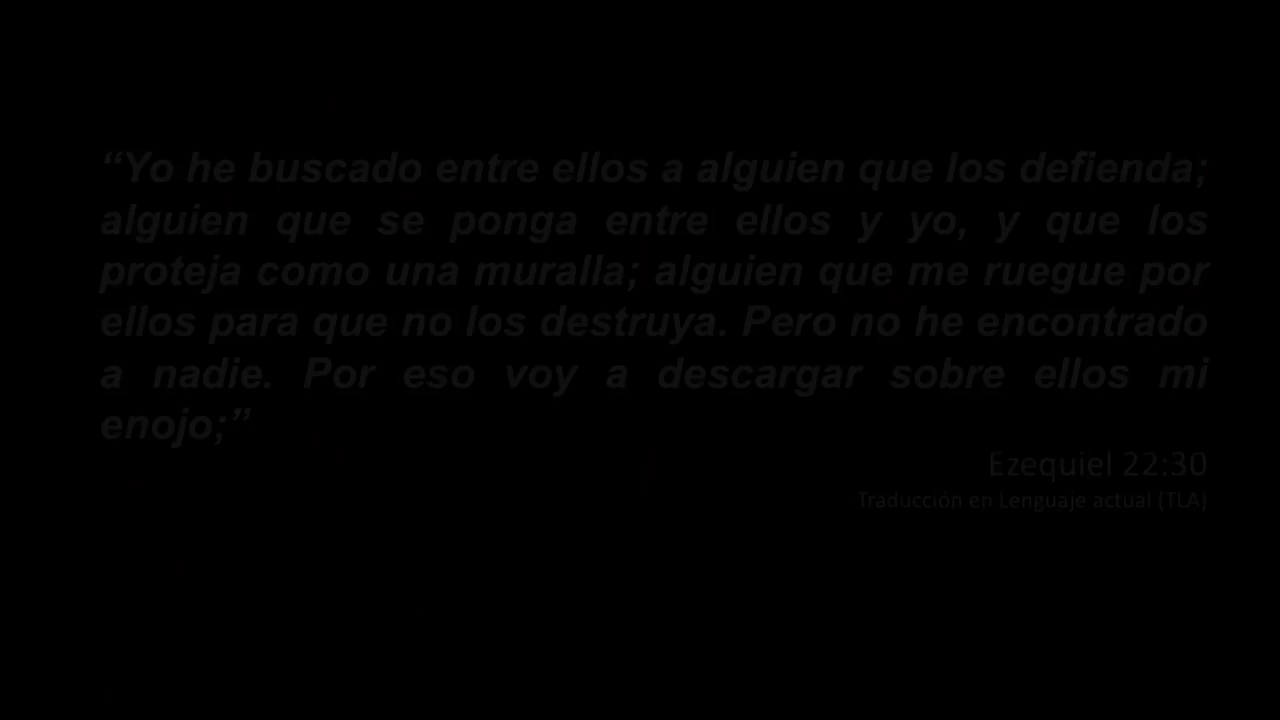 “Yo he buscado entre ellos a alguien que los defienda;
alguien que se ponga entre ellos y yo, y que los
proteja como una muralla; alguien que me ruegue por
ellos para que no los destruya. Pero no he encontrado
a nadie. Por eso voy a descargar sobre ellos mi
enojo;”
Ezequiel 22:30
Traducción en Lenguaje actual (TLA)